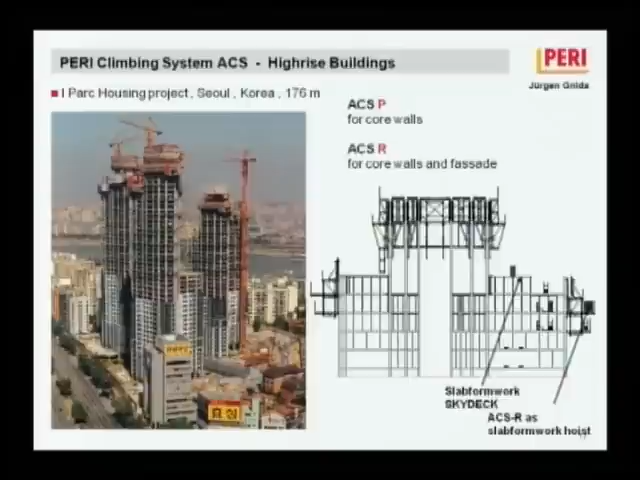 PERI Climbing System ACS - Highrise Buildings
PERI
Jürgen Gnida
I Parc Housing project , Seoul , Korea , 176 m
ACS P
for core walls
ACS R
for core walls and fassade
Slabformwork
SKYDECK
ACS-R as
slabformwork hoist